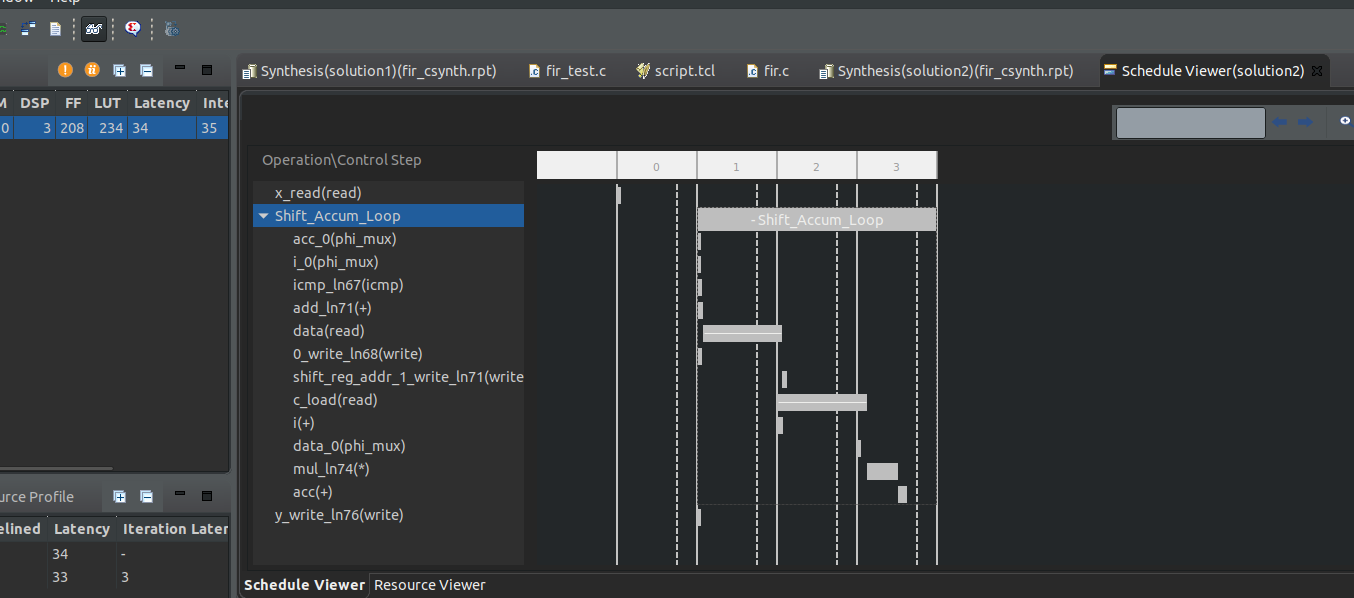 Help
Synthesis(solution1)(fir_csynth.rpt) fir_test.c script.tcl fir.c Synthesis(solution2)(fir_csynth.rpt) Schedule Viewer(solution2)
DSP FF LUT Latency Inte
0 3 208 234 34 35
Operation\Control Step 0 1 2 3
x_read(read)
Shift_Accum_Loop -Shift_Accum_Loop
acc_0(phi_mux)
i_0(phi_mux)
icmp_ln67(icmp)
add_ln71(+)
data(read)
0_write_ln68(write)
shift_reg_addr_1_write_ln71(write
c_load(read)
i(+)
data_0(phi_mux)
mul_ln74(*)
acc(+)
y_write_ln76(write)
urce Profile
elined Latency Iteration Later
34 -
33 3
Schedule Viewer Resource Viewer